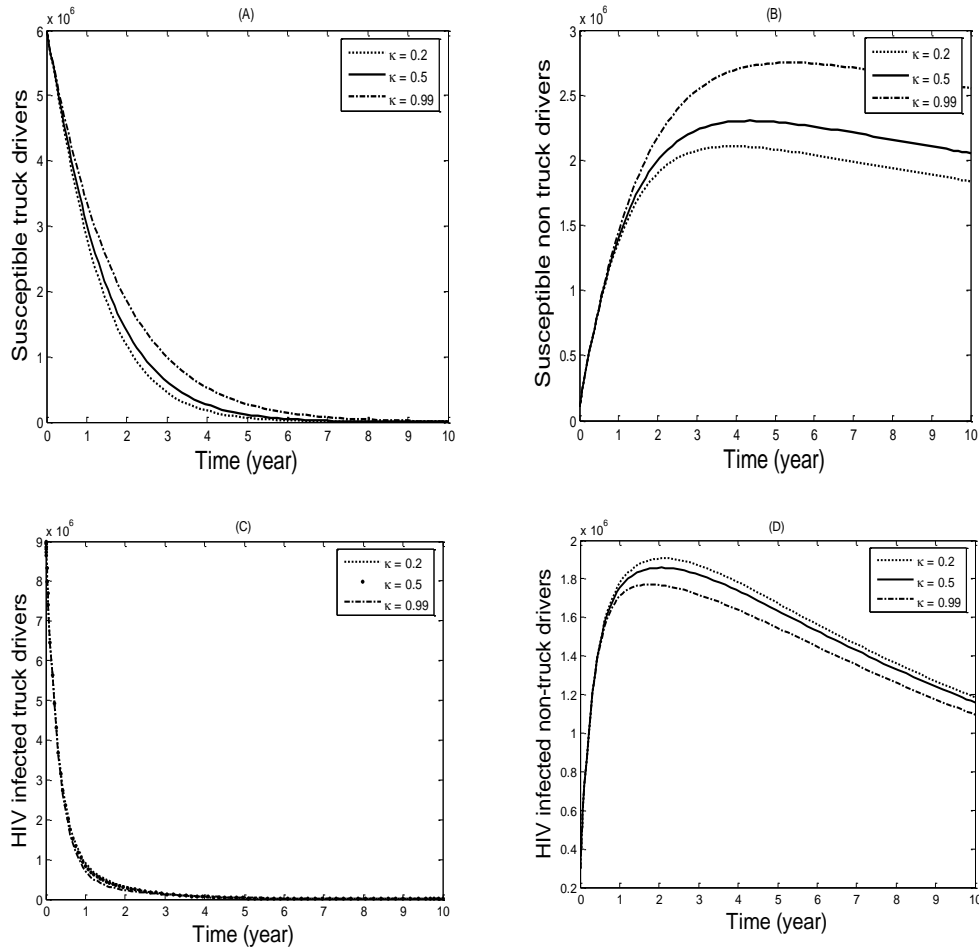 (A)
x 10^6
6
5
4
3
2
1
0
Susceptible truck drivers
κ = 0.2
κ = 0.5
κ = 0.99
0 1 2 3 4 5 6 7 8 9 10
Time (year)
(B)
x 10^6
3
2.5
2
1.5
1
0.5
0
Susceptible non truck drivers
κ = 0.2
κ = 0.5
κ = 0.99
0 1 2 3 4 5 6 7 8 9 10
Time (year)
(C)
x 10^6
9
8
7
6
5
4
3
2
1
0
HIV infected truck drivers
κ = 0.2
κ = 0.5
κ = 0.99
0 1 2 3 4 5 6 7 8 9 10
Time (year)
(D)
x 10^6
2
1.8
1.6
1.4
1.2
1
0.8
0.6
0.4
0.2
HIV infected non-truck drivers
κ = 0.2
κ = 0.5
κ = 0.99
0 1 2 3 4 5 6 7 8 9 10
Time (year)